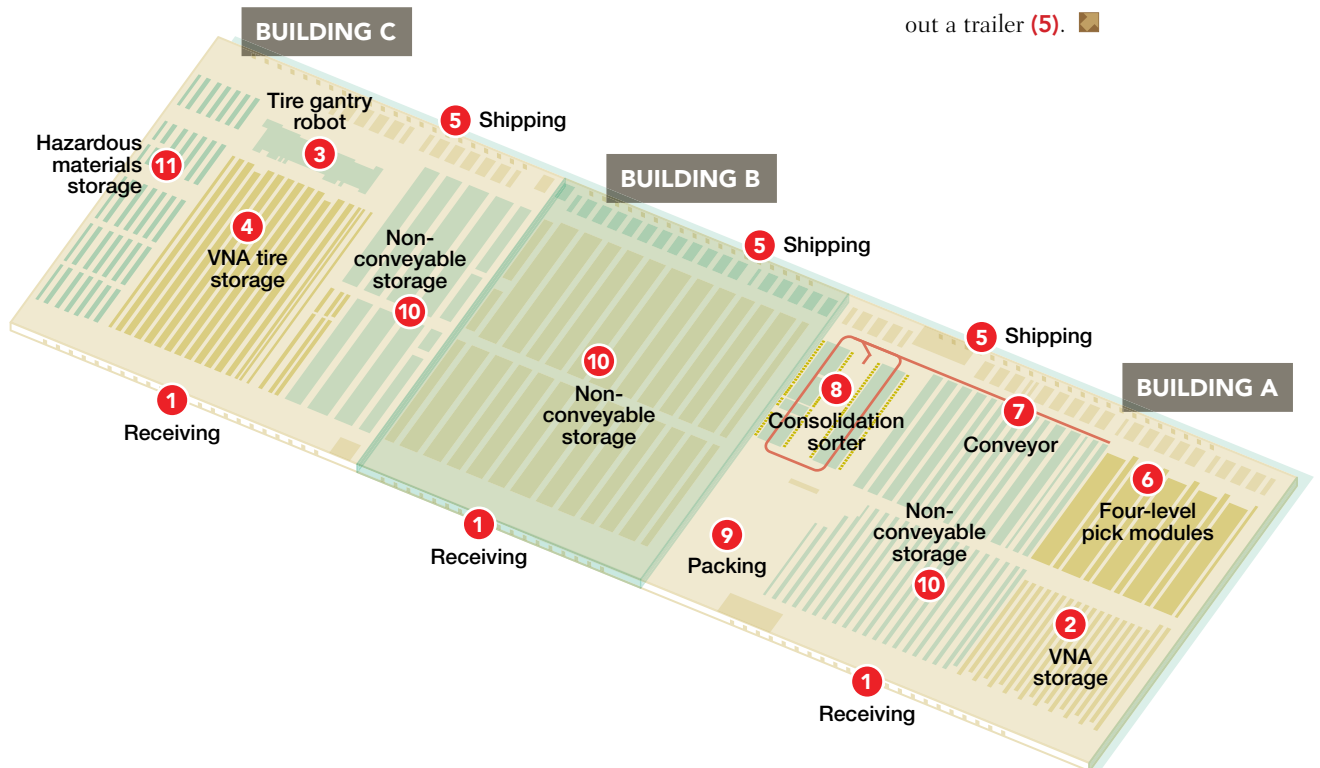 out a trailer (5).
BUILDING C
Tire gantry
robot
3
5 Shipping
Hazardous
materials
storage
11
4
VNA tire
storage
Non-
conveyable
storage
10
1
Receiving
BUILDING B
5 Shipping
10
Non-
conveyable
storage
1
Receiving
5 Shipping
BUILDING A
8
Consolidation
sorter
7
Conveyor
6
Four-level
pick modules
9
Packing
Non-
conveyable
storage
10
2
VNA
storage
1
Receiving